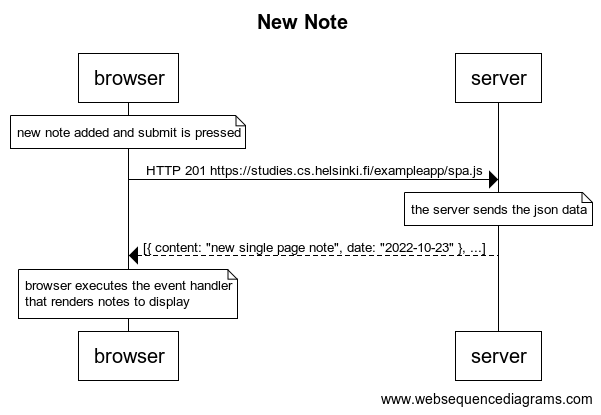 New Note
browser
server
new note added and submit is pressed
HTTP 201 https://studies.cs.helsinki.fi/exampleapp/spa.js
the server sends the json data
[{ content: "new single page note", date: "2022-10-23" }, ...]
browser executes the event handler
that renders notes to display
browser
server
www.websequencediagrams.com